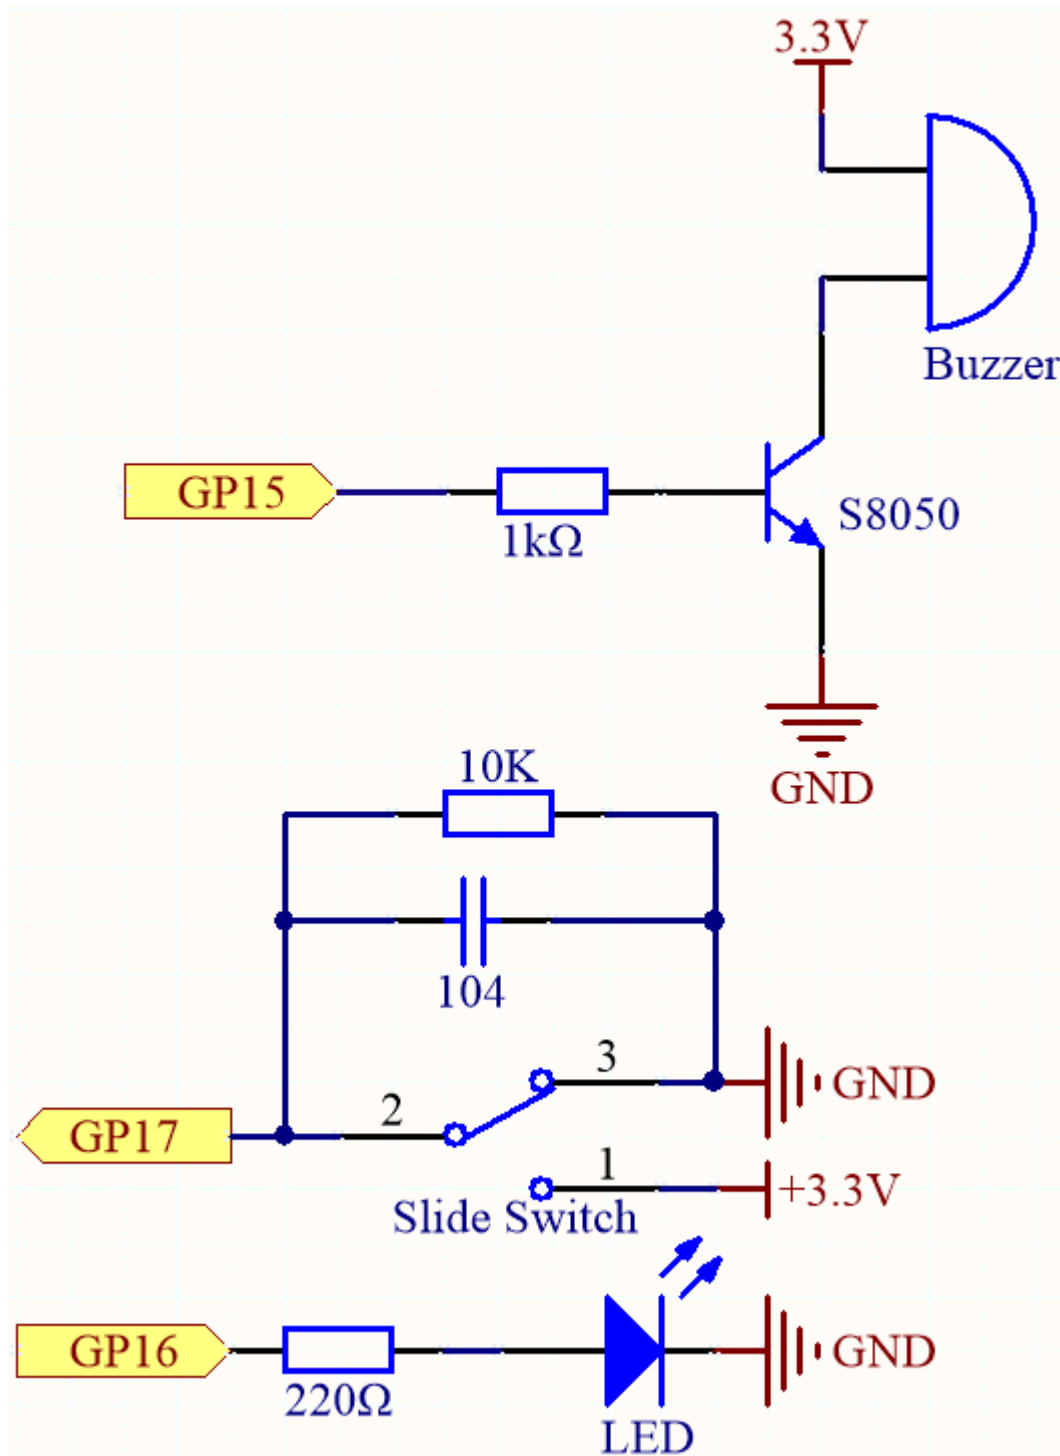 3.3V
Buzzer
GP15
1kΩ
S8050
GND
10K
104
3
GND
2
GP17
1
+3.3V
Slide Switch
GP16
GND
220Ω
LED